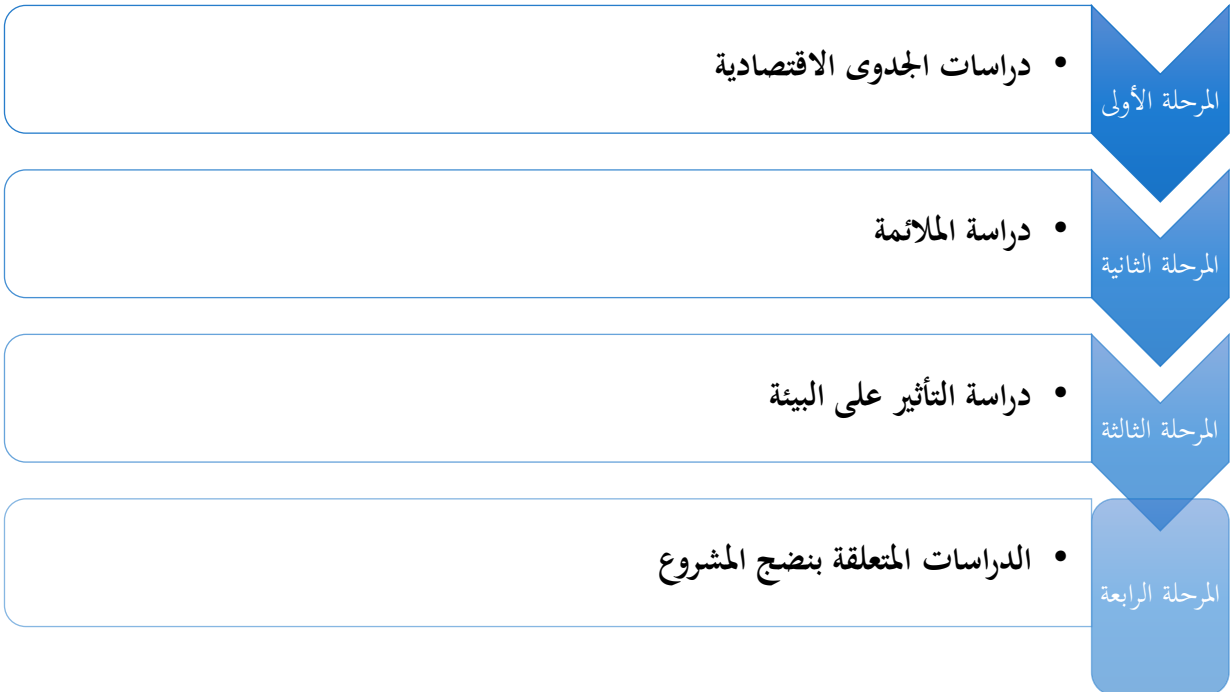 المرحلة الأولى
• دراسات الجدوى الاقتصادية
المرحلة الثانية
• دراسة الملائمة
المرحلة الثالثة
• دراسة التأثير على البيئة
المرحلة الرابعة
• الدراسات المتعلقة بنضج المشروع